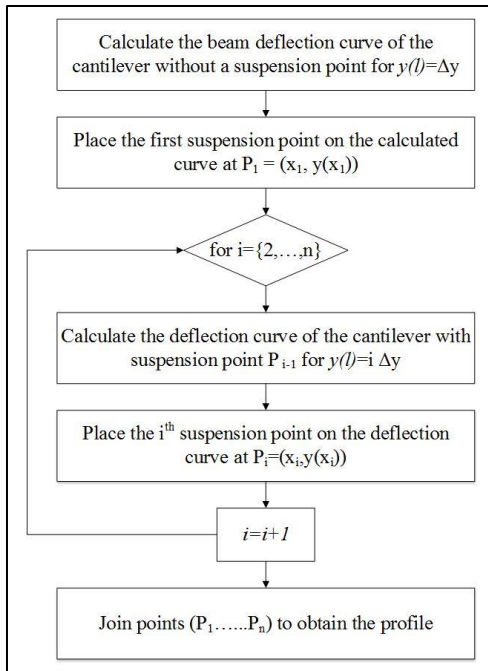 Calculate the beam deflection curve of the
cantilever without a suspension point for y(l)=Δy
Place the first suspension point on the calculated
curve at P₁ = (x₁, y(x₁))
for i={2,…,n}
Calculate the deflection curve of the cantilever with
suspension point P i-1 for y(l)=i Δy
Place the iᵗʰ suspension point on the deflection
curve at Pᵢ=(xᵢ,y(xᵢ))
i=i+1
Join points (P₁......Pₙ) to obtain the profile